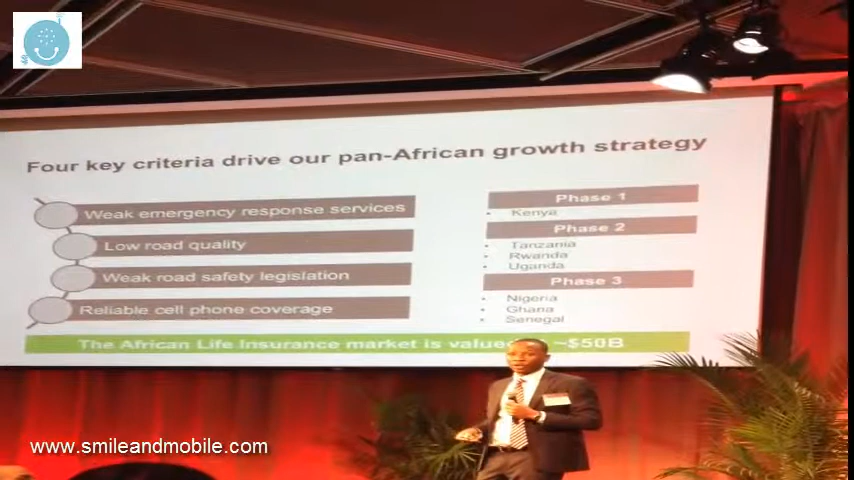 Four key criteria drive our pan-African growth strategy
Weak emergency response services
Low road quality
Weak road safety legislation
Reliable cell phone coverage
Phase 1
• Kenya
Phase 2
• Tanzania
• Rwanda
• Uganda
Phase 3
• Nigeria
• Ghana
• Senegal
The African Life Insurance market is value ~$50B
www.smileandmobile.com